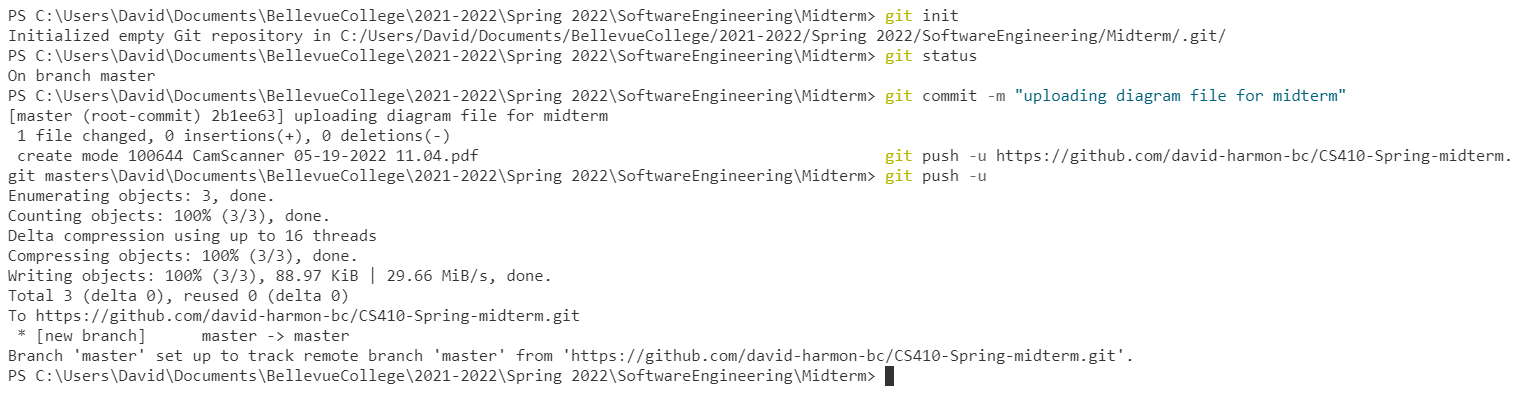 PS C:\Users\David\Documents\BellevueCollege\2021-2022\Spring 2022\SoftwareEngineering\Midterm> git init
Initialized empty Git repository in C:/Users/David/Documents/BellevueCollege/2021-2022/Spring 2022/SoftwareEngineering/Midterm/.git/
PS C:\Users\David\Documents\BellevueCollege\2021-2022\Spring 2022\SoftwareEngineering\Midterm> git status
On branch master
PS C:\Users\David\Documents\BellevueCollege\2021-2022\Spring 2022\SoftwareEngineering\Midterm> git commit -m "uploading diagram file for midterm"
[master (root-commit) 2b1ee63] uploading diagram file for midterm
 1 file changed, 0 insertions(+), 0 deletions(-)
 create mode 100644 CamScanner 05-19-2022 11.04.pdf                                            git push -u https://github.com/david-harmon-bc/CS410-Spring-midterm.
git masters\David\Documents\BellevueCollege\2021-2022\Spring 2022\SoftwareEngineering\Midterm> git push -u
Enumerating objects: 3, done.
Counting objects: 100% (3/3), done.
Delta compression using up to 16 threads
Compressing objects: 100% (3/3), done.
Writing objects: 100% (3/3), 88.97 KiB | 29.66 MiB/s, done.
Total 3 (delta 0), reused 0 (delta 0)
To https://github.com/david-harmon-bc/CS410-Spring-midterm.git
 * [new branch]      master -> master
Branch 'master' set up to track remote branch 'master' from 'https://github.com/david-harmon-bc/CS410-Spring-midterm.git'.
PS C:\Users\David\Documents\BellevueCollege\2021-2022\Spring 2022\SoftwareEngineering\Midterm>